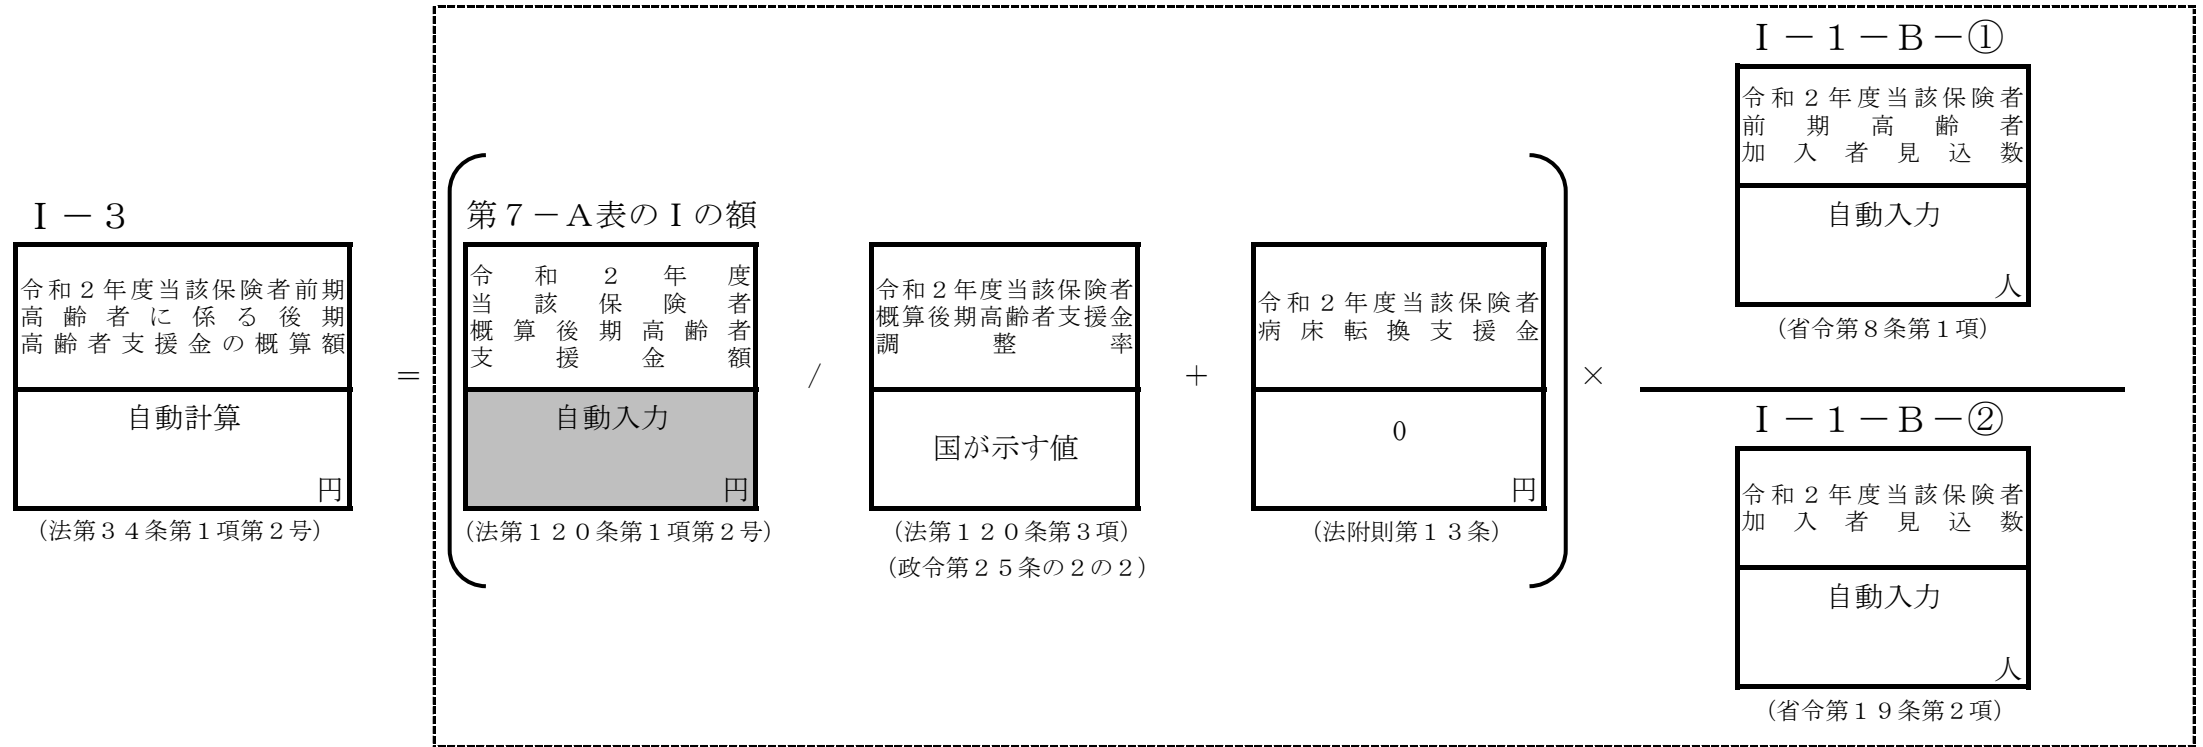 Ⅰ－３
令和２年度当該保険者前期
高齢者に係る後期
高齢者支援金の概算額
自動計算
円
（法第３４条第１項第２号）
＝
第７－Ａ表のⅠの額
令和２年度
当該保険者
概算後期高齢者
支援金額
自動入力
円
（法第１２０条第１項第２号）
/
令和２年度当該保険者
概算後期高齢者支援金
調整率
国が示す値
（法第１２０条第３項）
（政令第２５条の２の２）
＋
令和２年度当該保険者
病床転換支援金
0
円
（法附則第１３条）
×
Ⅰ－１－Ｂ－①
令和２年度当該保険者
前期高齢者
加入者見込数
自動入力
人
（省令第８条第１項）
Ⅰ－１－Ｂ－②
令和２年度当該保険者
加入者見込数
自動入力
人
（省令第１９条第２項）